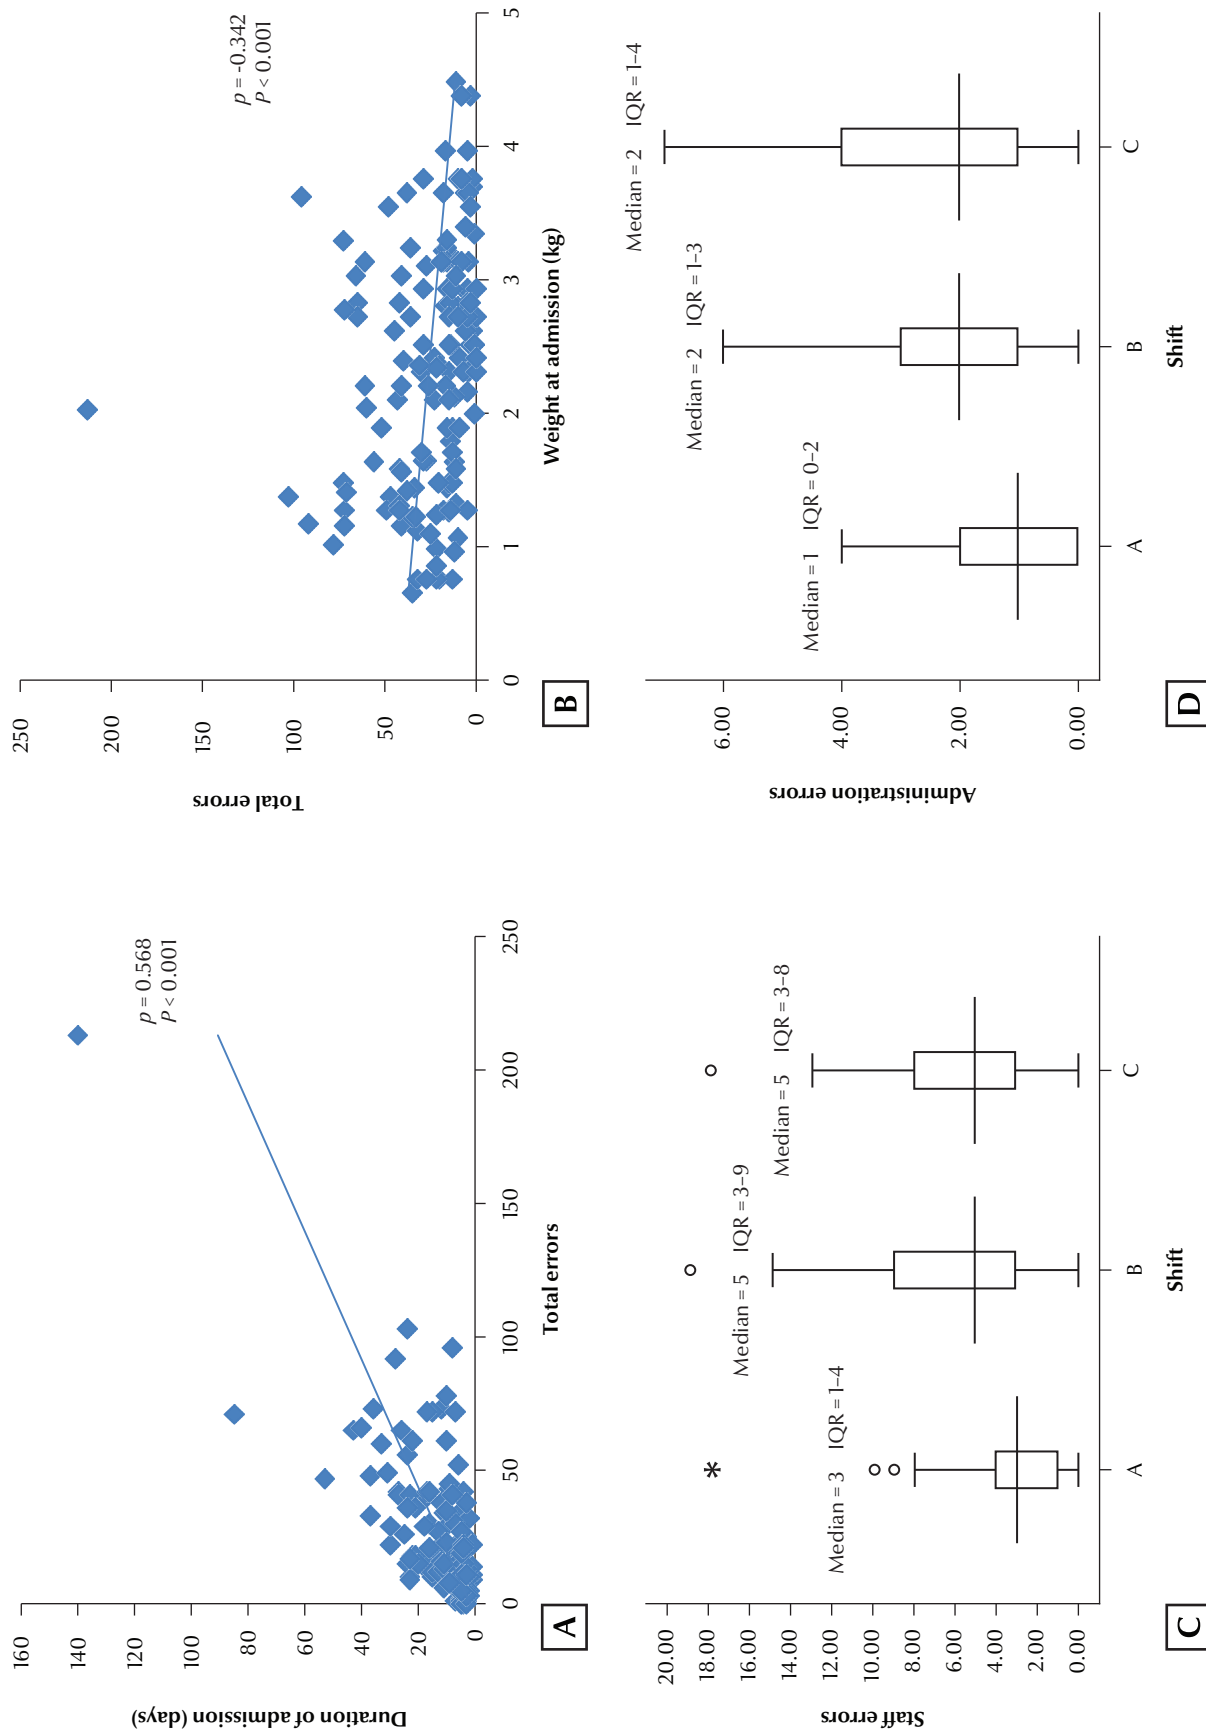 160
140
120
100
80
60
40
20
0
Duration of admission (days)
0
50
100
150
200
250
Total errors
p = 0.568
P < 0.001
A
250
200
150
100
50
0
Total errors
0
1
2
3
4
5
Weight at admission (kg)
p = -0.342
P < 0.001
B
20.00
18.00
16.00
14.00
12.00
10.00
8.00
6.00
4.00
2.00
0.00
Staff errors
Median = 3 IQR = 1–4
Median = 5 IQR = 3–9
Median = 5 IQR = 3–8
*
A
B
C
Shift
C
6.00
4.00
2.00
0.00
Administration errors
Median = 1 IQR = 0–2
Median = 2 IQR = 1–3
Median = 2 IQR = 1–4
A
B
C
Shift
D